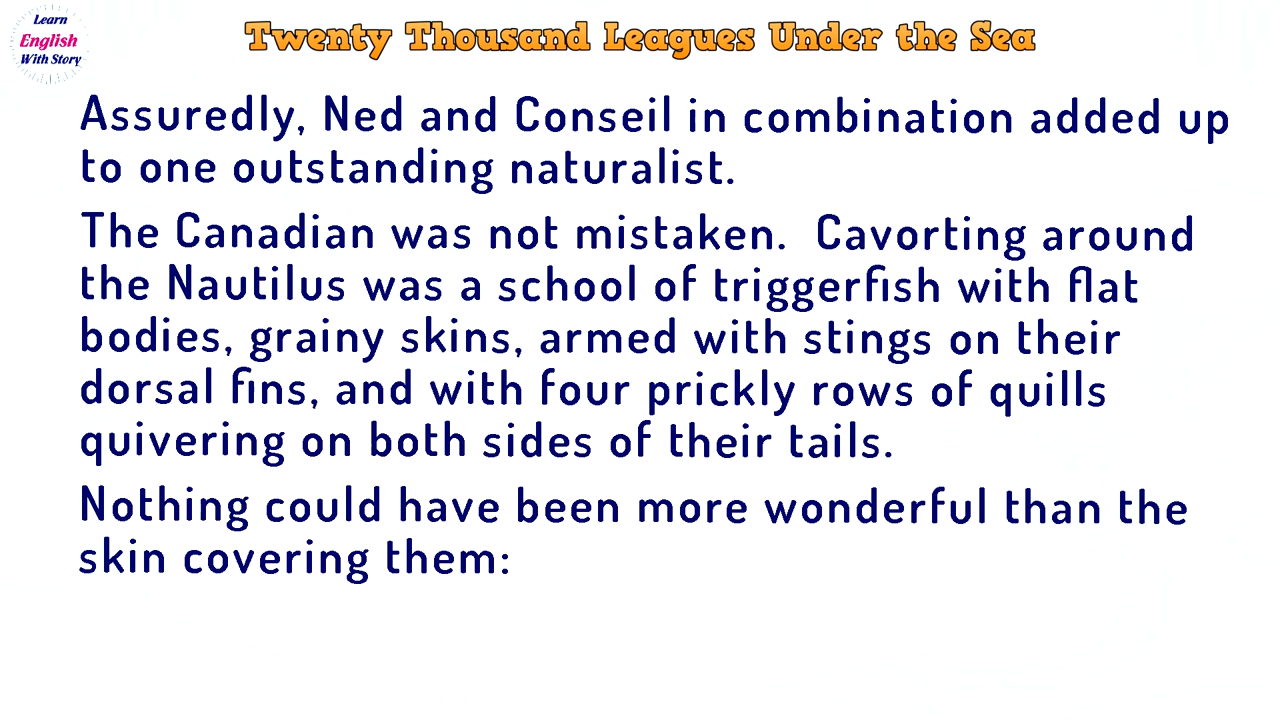 Learn
English
With Story
Twenty Thousand Leagues Under the Sea
Assuredly, Ned and Conseil in combination added up
to one outstanding naturalist.
The Canadian was not mistaken.  Cavorting around
the Nautilus was a school of triggerfish with flat
bodies, grainy skins, armed with stings on their
dorsal fins, and with four prickly rows of quills
quivering on both sides of their tails.
Nothing could have been more wonderful than the
skin covering them: